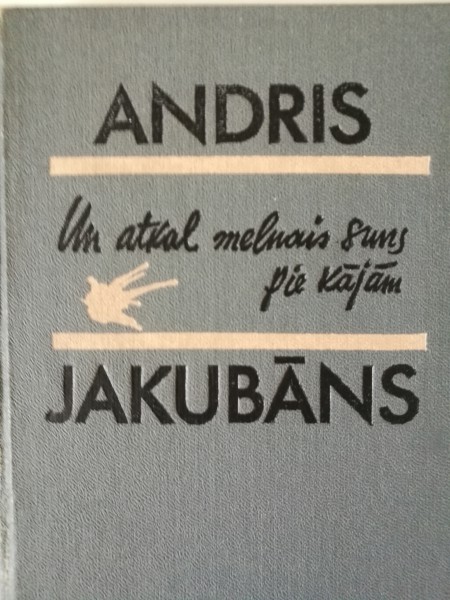 ANDRIS
Un atkal melnais suns
pie kājām
JAKUBĀNS